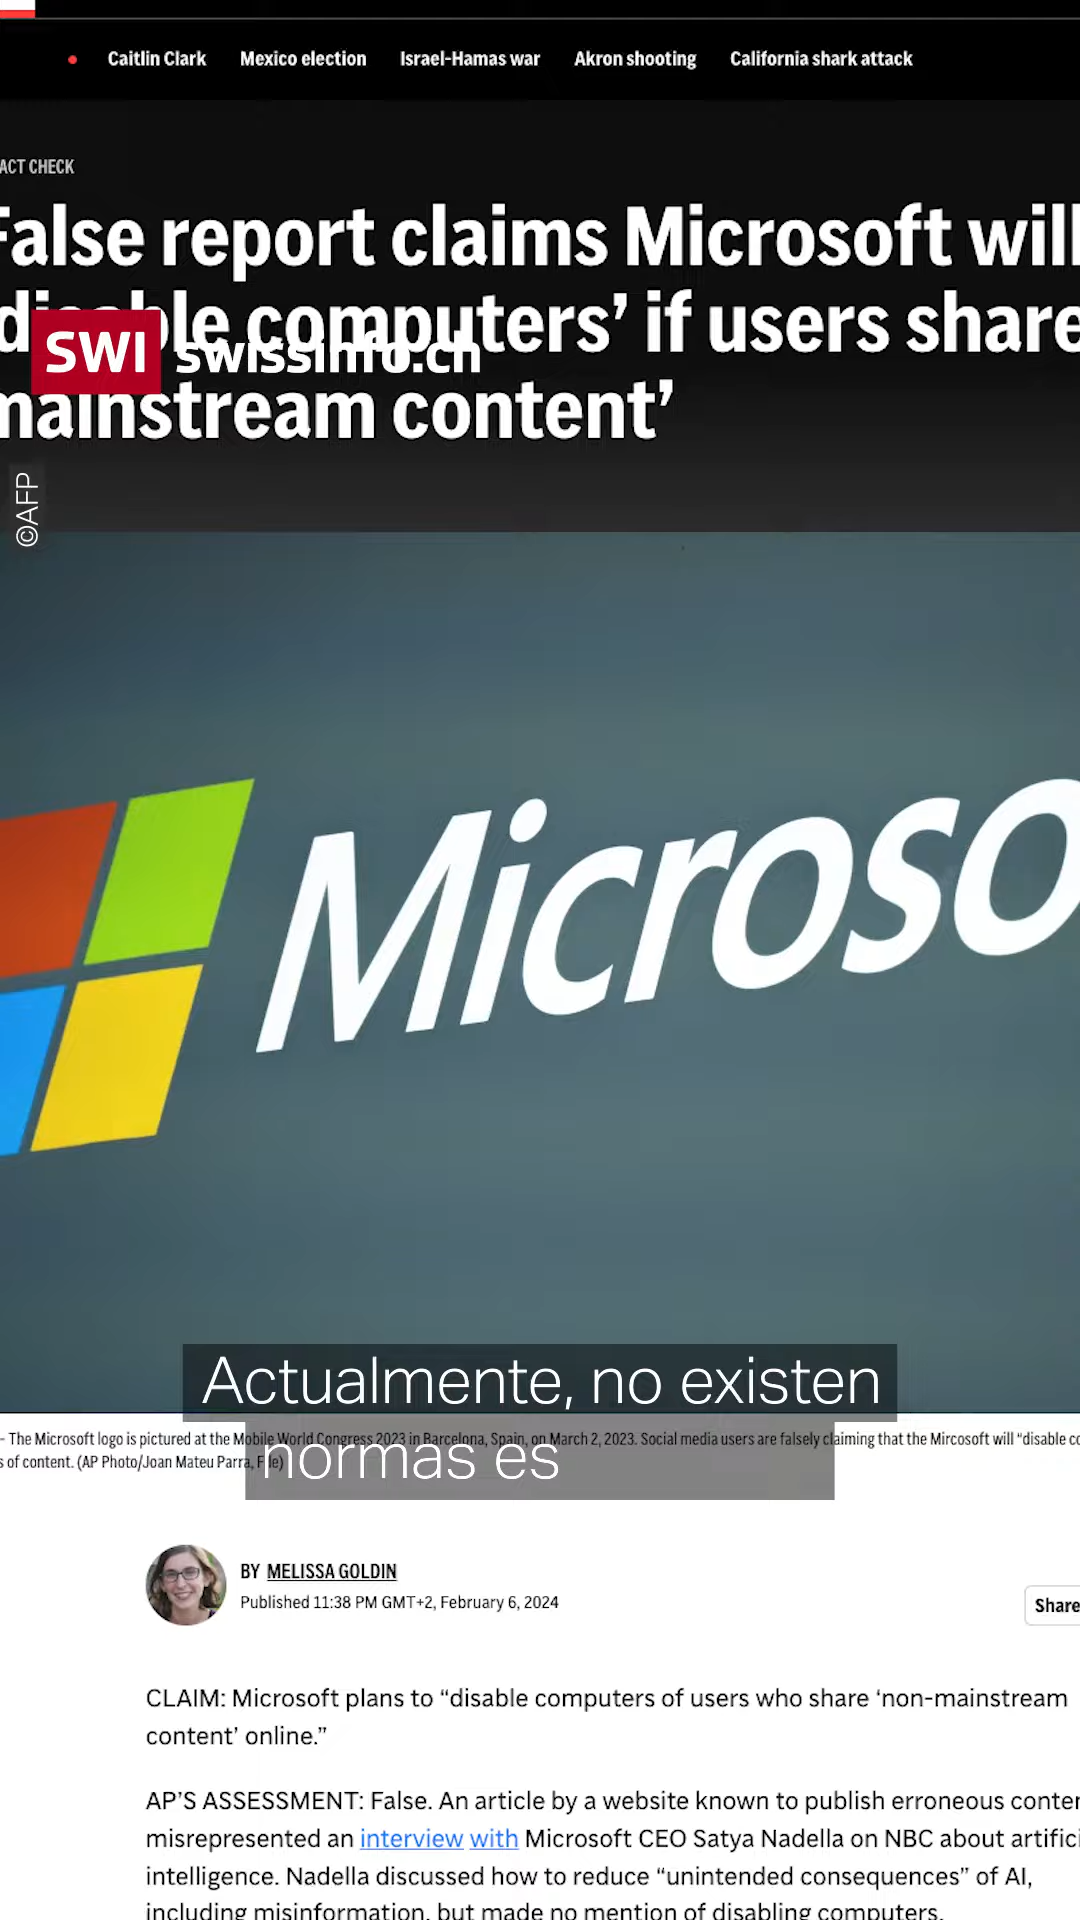 Caitlin Clark Mexico election Israel-Hamas war Akron shooting California shark attack
ACT CHECK
False report claims Microsoft will
computers’ if users share
SWI swissinfo.ch
mainstream content’
©AFP
Microso
Actualmente, no existen
normas es
- The Microsoft logo is pictured at the Mobile World Congress 2023 in Barcelona, Spain, on March 2, 2023. Social media users are falsely claiming that the Mircosoft will “disable co
s of content. (AP Photo/Joan Mateu Parra, File)
BY MELISSA GOLDIN
Published 11:38 PM GMT+2, February 6, 2024
Share
CLAIM: Microsoft plans to “disable computers of users who share ‘non-mainstream
content’ online.”
AP’S ASSESSMENT: False. An article by a website known to publish erroneous conten
misrepresented an interview with Microsoft CEO Satya Nadella on NBC about artifici
intelligence. Nadella discussed how to reduce “unintended consequences” of AI,
including misinformation, but made no mention of disabling computers.